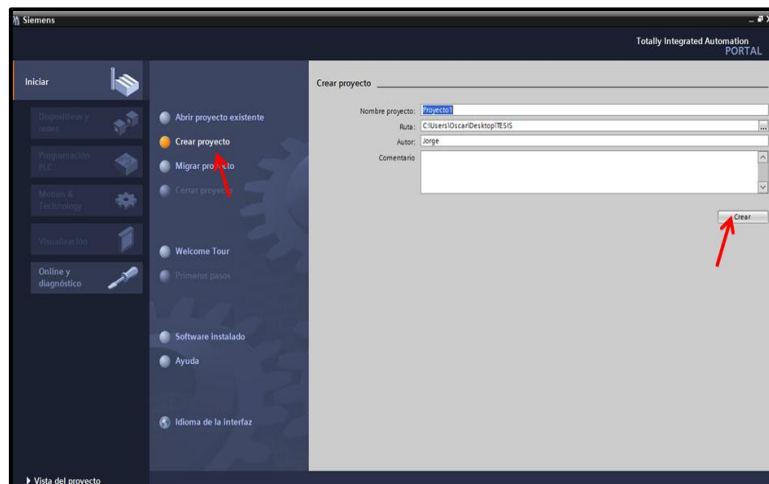 Siemens
Totally Integrated Automation
PORTAL
Iniciar
Dispositivos y
redes
Programación
PLC
Motion &
Technology
Visualización
Online y
diagnóstico
Abrir proyecto existente
Crear proyecto
Migrar proyecto
Cerrar proyecto
Welcome Tour
Primeros pasos
Software instalado
Ayuda
Idioma de la interfaz
Crear proyecto
Nombre proyecto: Proyecto1
Ruta: C:\Users\Oscar\Desktop\TESIS
...
Autor: Jorge
Comentario
Crear
Vista del proyecto